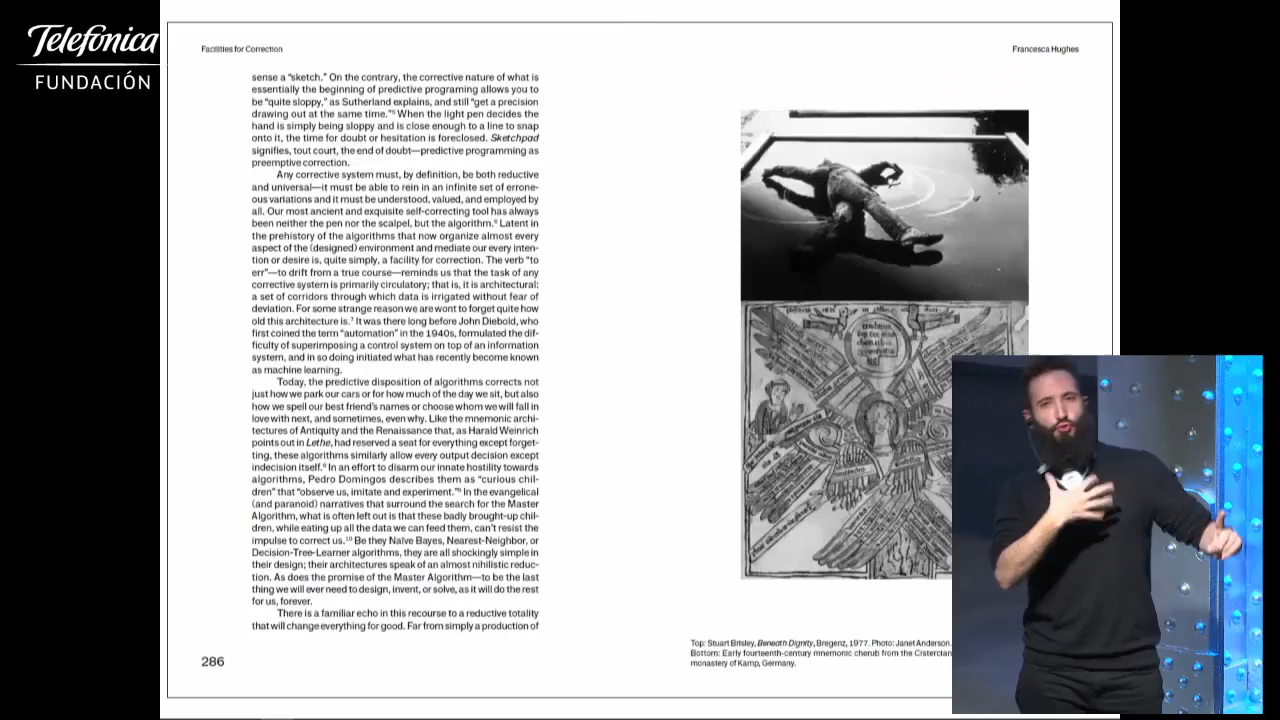 Telefónica
FUNDACIÓN
Facilities for Correction
Francesca Hughes
sense a “sketch.” On the contrary, the corrective nature of what is
essentially the beginning of predictive programing allows you to
be “quite sloppy,” as Sutherland explains, and still “get a precision
drawing out at the same time.”⁵ When the light pen decides the
hand is simply being sloppy and is close enough to a line to snap
onto it, the time for doubt or hesitation is foreclosed. Sketchpad
signifies, tout court, the end of doubt—predictive programming as
preemptive correction.
Any corrective system must, by definition, be both reductive
and universal—it must be able to rein in an infinite set of errone-
ous variations and it must be understood, valued, and employed by
all. Our most ancient and exquisite self-correcting tool has always
been neither the pen nor the scalpel, but the algorithm.⁶ Latent in
the prehistory of the algorithms that now organize almost every
aspect of the (designed) environment and mediate our every inten-
tion or desire is, quite simply, a facility for correction. The verb “to
err”—to drift from a true course—reminds us that the task of any
corrective system is primarily circulatory; that is, it is architectural:
a set of corridors through which data is irrigated without fear of
deviation. For some strange reason we are wont to forget quite how
old this architecture is.⁷ It was there long before John Diebold, who
first coined the term “automation” in the 1940s, formulated the dif-
ficulty of superimposing a control system on top of an information
system, and in so doing initiated what has recently become known
as machine learning.
Today, the predictive disposition of algorithms corrects not
just how we park our cars or for how much of the day we sit, but also
how we spell our best friend’s names or choose whom we will fall in
love with next, and sometimes, even why. Like the mnemonic archi-
tectures of Antiquity and the Renaissance that, as Harald Weinrich
points out in Lethe, had reserved a seat for everything except forget-
ting, these algorithms similarly allow every output decision except
indecision itself.⁸ In an effort to disarm our innate hostility towards
algorithms, Pedro Domingos describes them as “curious chil-
dren” that “observe us, imitate and experiment.”⁹ In the evangelical
(and paranoid) narratives that surround the search for the Master
Algorithm, what is often left out is that these badly brought-up chil-
dren, while eating up all the data we can feed them, can’t resist the
impulse to correct us.¹⁰ Be they Naïve Bayes, Nearest-Neighbor, or
Decision-Tree-Learner algorithms, they are all shockingly simple in
their design; their architectures speak of an almost nihilistic reduc-
tion. As does the promise of the Master Algorithm—to be the last
thing we will ever need to design, invent, or solve, as it will do the rest
for us, forever.
There is a familiar echo in this recourse to a reductive totality
that will change everything for good. Far from simply a production of
286
Top: Stuart Brisley, Beneath Dignity, Bregenz, 1977. Photo: Janet Anderson.
Bottom: Early fourteenth-century mnemonic cherub from the Cistercian
monastery of Kamp, Germany.